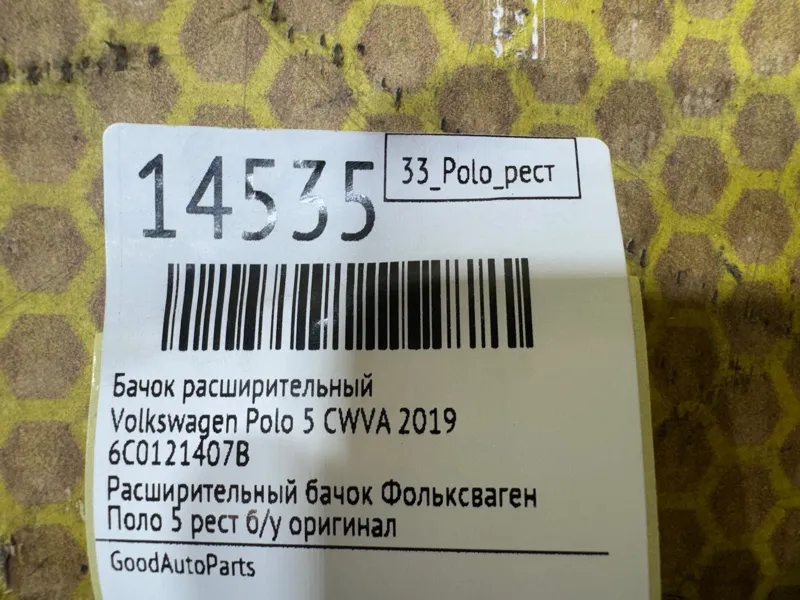 14535
33_Polo_рест
Бачок расширительный
Volkswagen Polo 5 CWVA 2019
6C0121407B
Расширительный бачок Фольксваген
Поло 5 рест б/у оригинал
GoodAutoParts